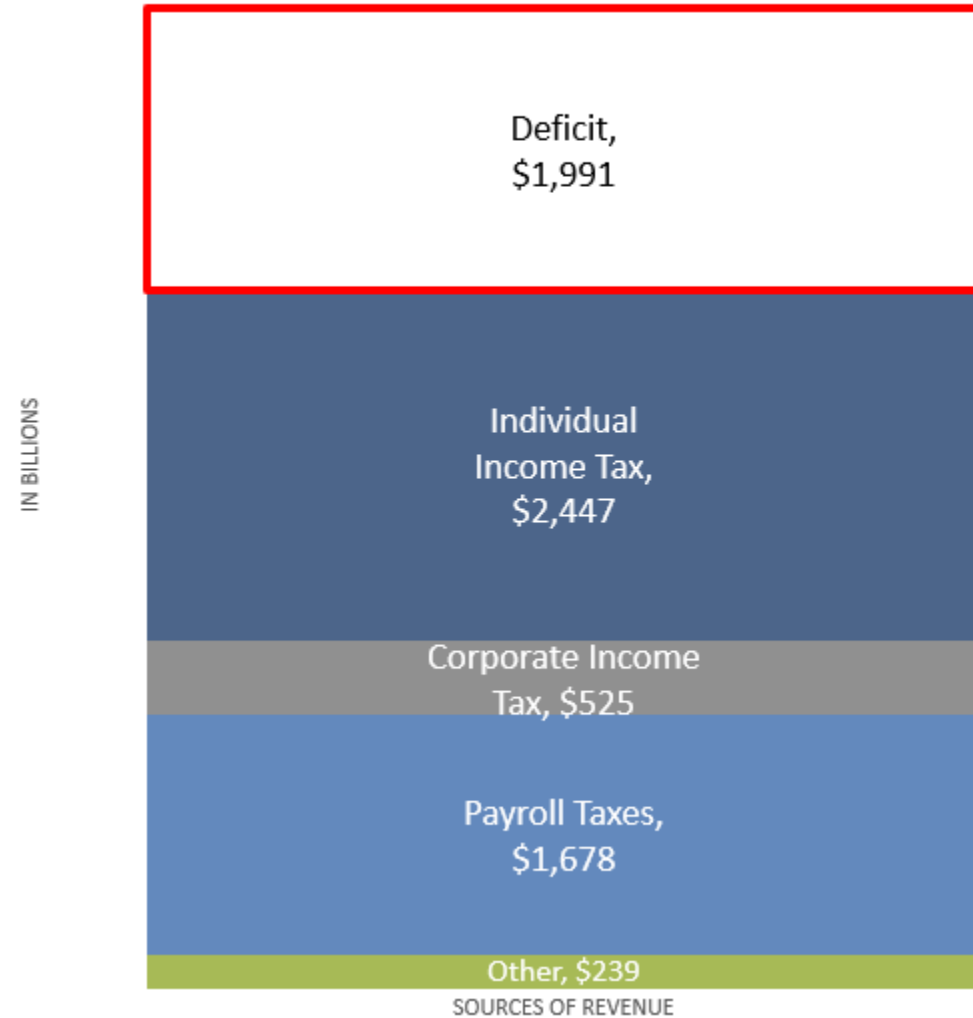 Deficit,
$1,991
IN BILLIONS
Individual
Income Tax,
$2,447
Corporate Income
Tax, $525
Payroll Taxes,
$1,678
Other, $239
SOURCES OF REVENUE